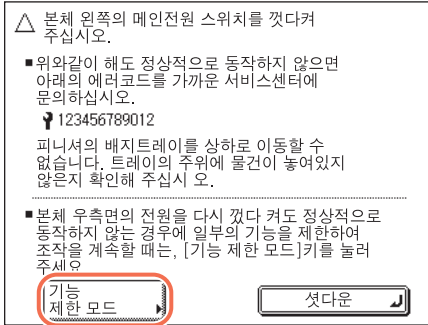 본체 왼쪽의 메인전원 스위치를 껏다켜
주십시오.
■위와같이 해도 정상적으로 동작하지 않으면
아래의 에러코드를 가까운 서비스센터에
문의하십시오.
123456789012
피니셔의 배지트레이를 상하로 이동할 수
없습니다. 트레이의 주위에 물건이 놓여있지
않은지 확인해 주십시 오.
■본체 우측면의 전원을 다시 껐다 켜도 정상적으로
동작하지 않는 경우에 일부의 기능을 제한하여
조작을 계속할 때는, [기능 제한 모드]키를 눌러
주세요
기능
제한 모드
셧다운